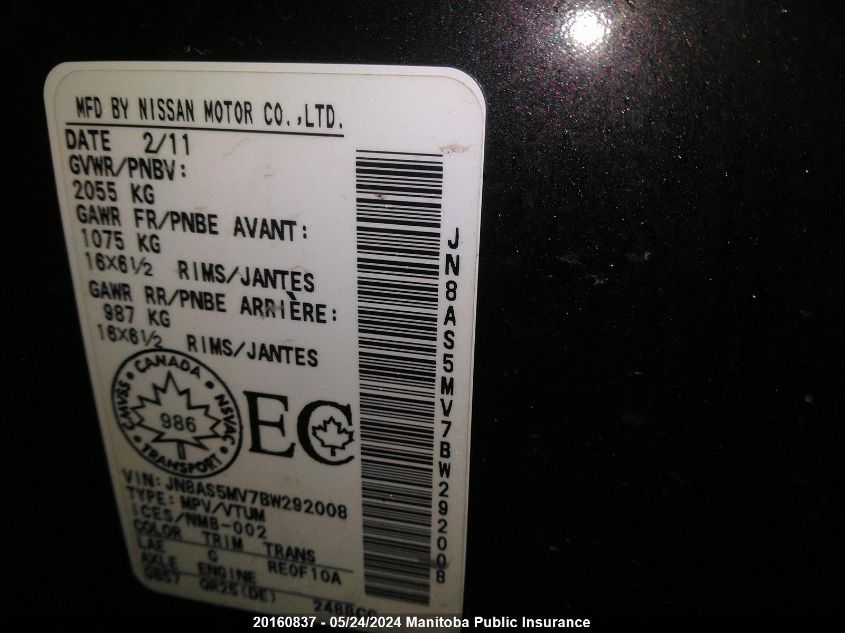 MFD BY NISSAN MOTOR CO.,LTD.
DATE 2/11
GVWR/PNBV:
2055 KG
GAWR FR/PNBE AVANT:
1075 KG
16X6½ RIMS/JANTES
GAWR RR/PNBE ARRIÈRE:
987 KG
16X6½ RIMS/JANTES
CANADA
CMVSS NSVAC
986
TRANSPORT
EC
VIN: JN8AS5MV7BW292008
TYPE: MPV/VTUM
ICES/NMB-002
COLOR TRIM TRANS
LAE G RE0F10A
AXLE ENGINE
QR25(DE) 2488CC
JN8AS5MV7BW292008
20160837 - 05/24/2024 Manitoba Public Insurance